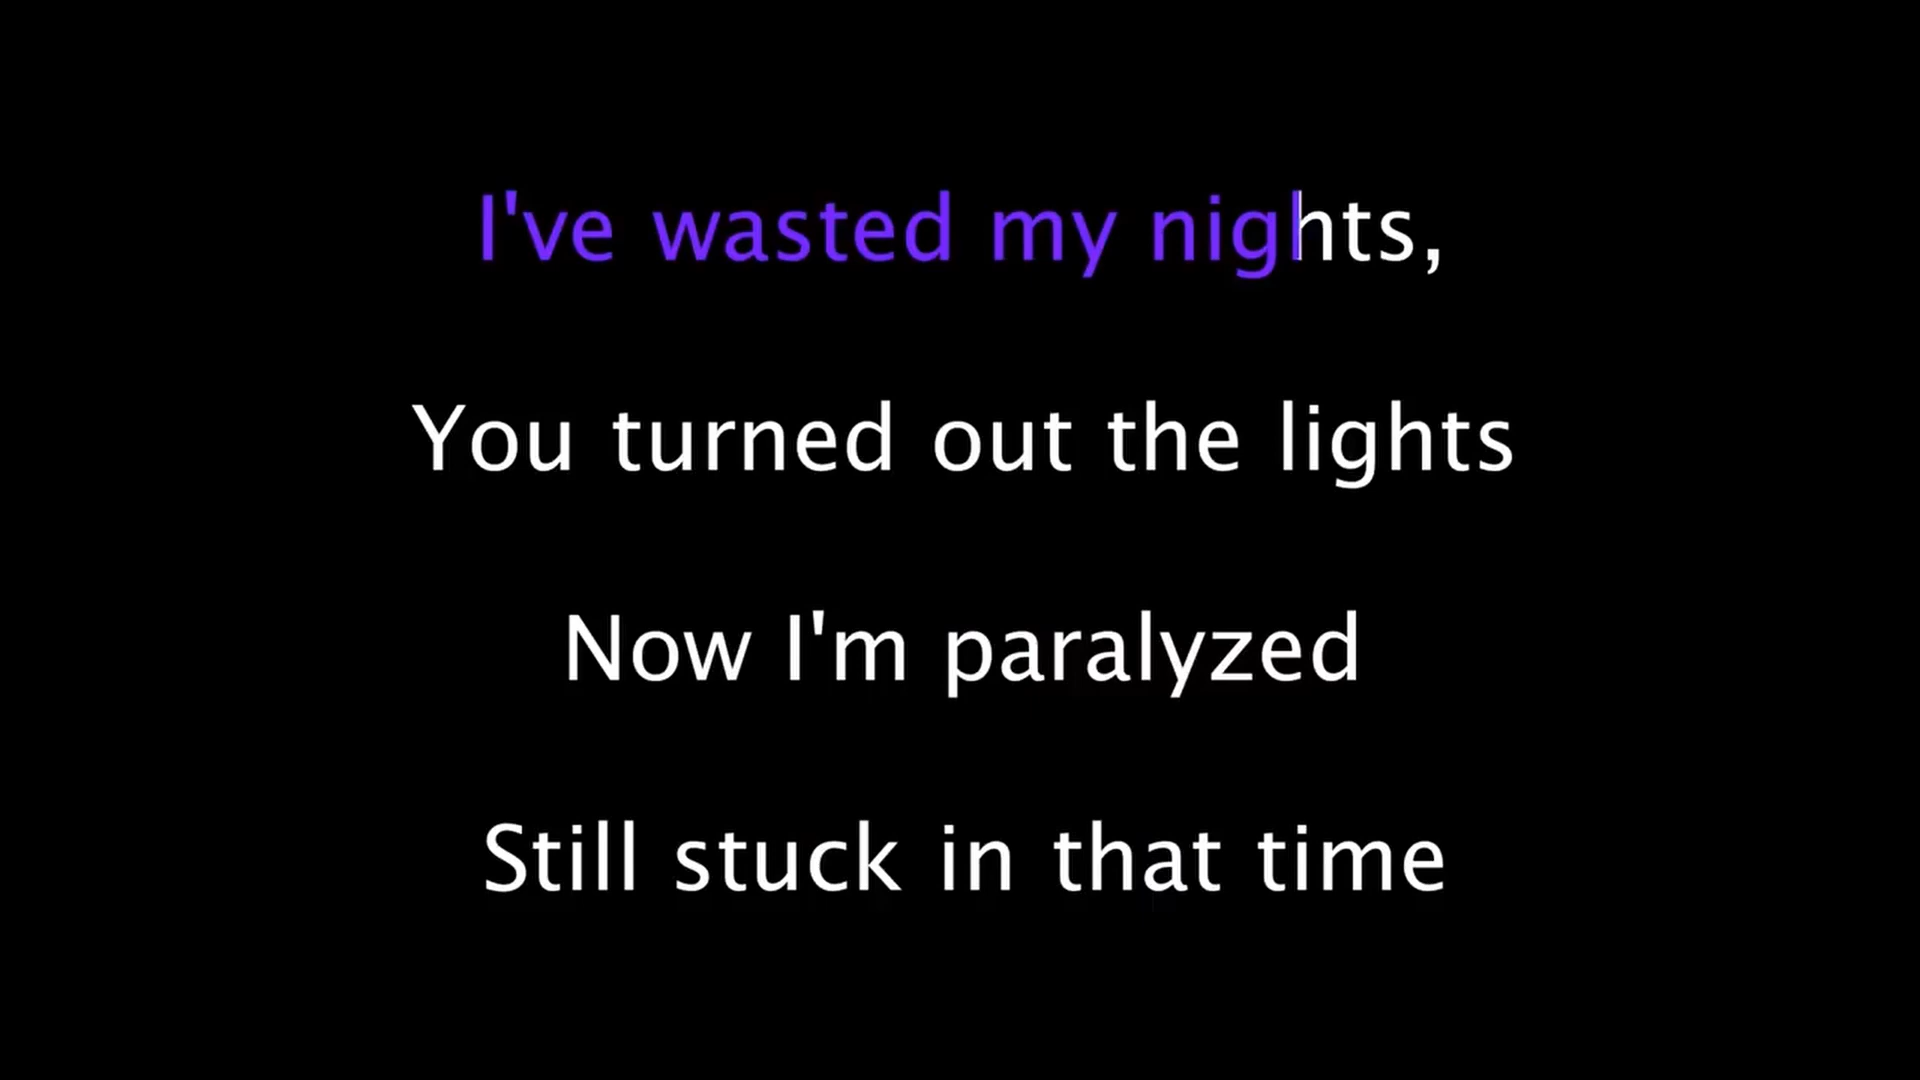 I've wasted my nights,
You turned out the lights
Now I'm paralyzed
Still stuck in that time